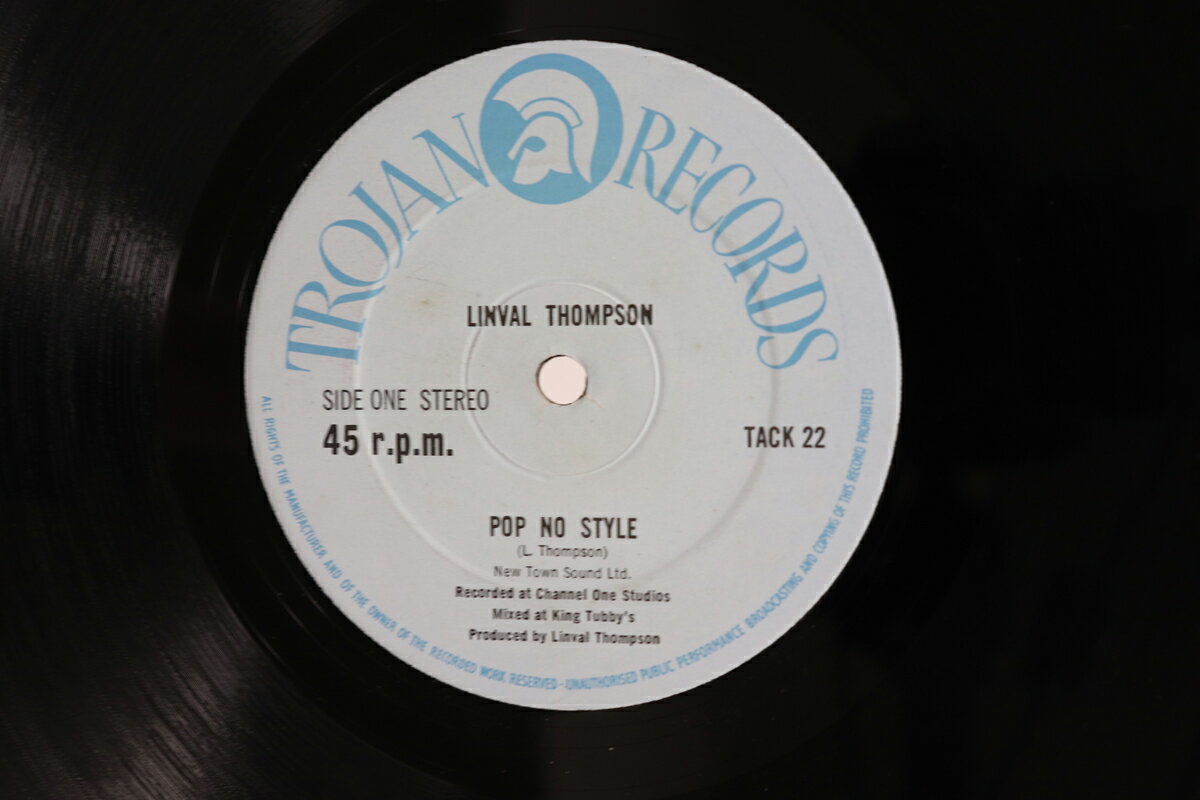 TROJAN RECORDS
LINVAL THOMPSON
SIDE ONE STEREO
45 r.p.m.
TACK 22
POP NO STYLE
(L. Thompson)
New Town Sound Ltd.
Recorded at Channel One Studios
Mixed at King Tubby's
Produced by Linval Thompson
ALL RIGHTS OF THE MANUFACTURER AND OF THE OWNER OF THE RECORDED WORK RESERVED - UNAUTHORISED PUBLIC PERFORMANCE BROADCASTING AND COPYING OF THIS RECORD PROHIBITED